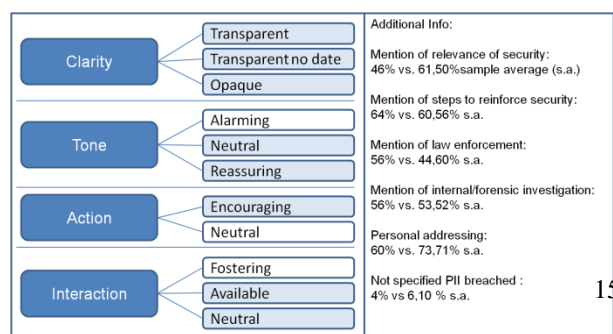 Clarity
Transparent
Transparent no date
Opaque
Tone
Alarming
Neutral
Reassuring
Action
Encouraging
Neutral
Interaction
Fostering
Available
Neutral
Additional Info:
Mention of relevance of security:
46% vs. 61,50%sample average (s.a.)
Mention of steps to reinforce security:
64% vs. 60,56% s.a.
Mention of law enforcement:
56% vs. 44,60% s.a.
Mention of internal/forensic investigation:
56% vs. 53,52% s.a.
Personal addressing:
60% vs. 73,71% s.a.
Not specified PII breached :
4% vs 6,10 % s.a.
15